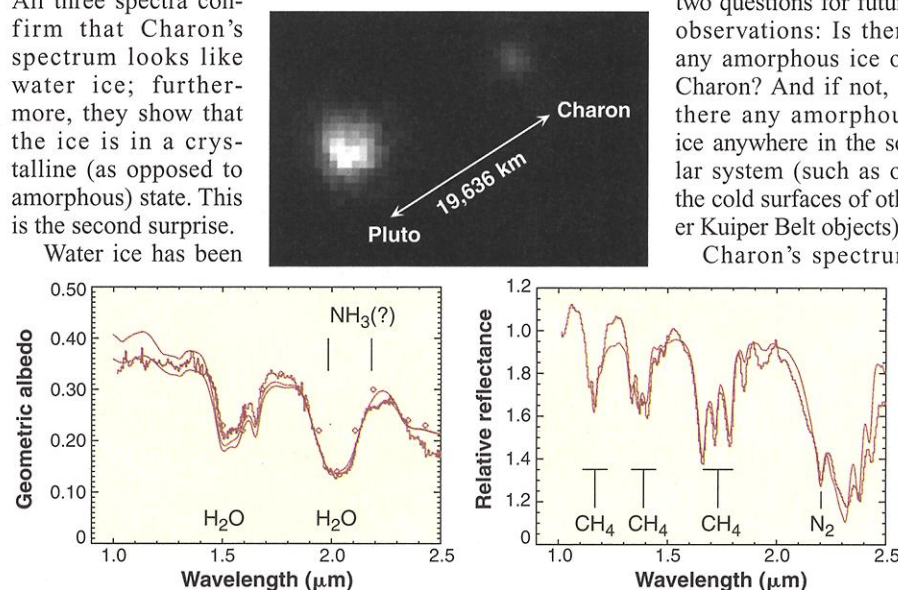 All three spectra con-
firm that Charon's
spectrum looks like
water ice; further-
more, they show that
the ice is in a crys-
talline (as opposed to
amorphous) state. This
is the second surprise.
Water ice has been
Charon
19,636 km
Pluto
two questions for futur
observations: Is ther
any amorphous ice o
Charon? And if not,
there any amorphou
ice anywhere in the so
lar system (such as o
the cold surfaces of oth
er Kuiper Belt objects)
Charon's spectrum
Geometric albedo
0.50
0.40
0.30
0.20
0.10
0
NH₃(?)
H₂O
H₂O
1.0
1.5
2.0
2.5
Wavelength (μm)
Relative reflectance
1.2
1.0
1.8
1.6
1.4
1.2
0
CH₄
CH₄
CH₄
N₂
1.0
1.5
2.0
2.5
Wavelength (μm)